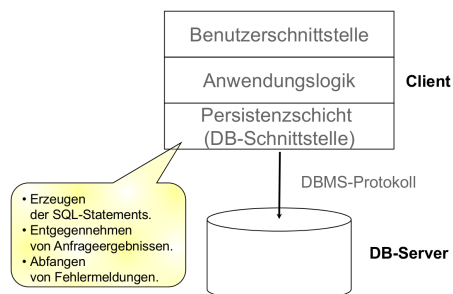 Benutzerschnittstelle
Anwendungslogik
Client
Persistenzschicht
(DB-Schnittstelle)
DBMS-Protokoll
• Erzeugen
der SQL-Statements.
• Entgegennehmen
von Anfrageergebnissen.
• Abfangen
von Fehlermeldungen.
DB-Server